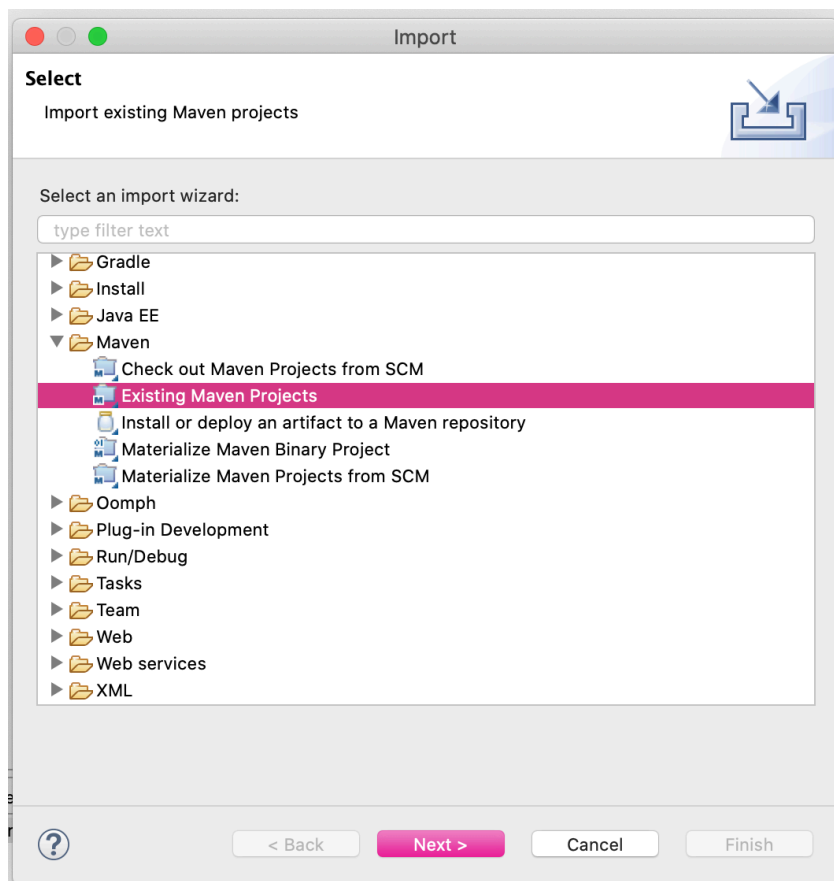 Import
Select
Import existing Maven projects
Select an import wizard:
type filter text
Gradle
Install
Java EE
Maven
Check out Maven Projects from SCM
Existing Maven Projects
Install or deploy an artifact to a Maven repository
Materialize Maven Binary Project
Materialize Maven Projects from SCM
Oomph
Plug-in Development
Run/Debug
Tasks
Team
Web
Web services
XML
? < Back Next > Cancel Finish